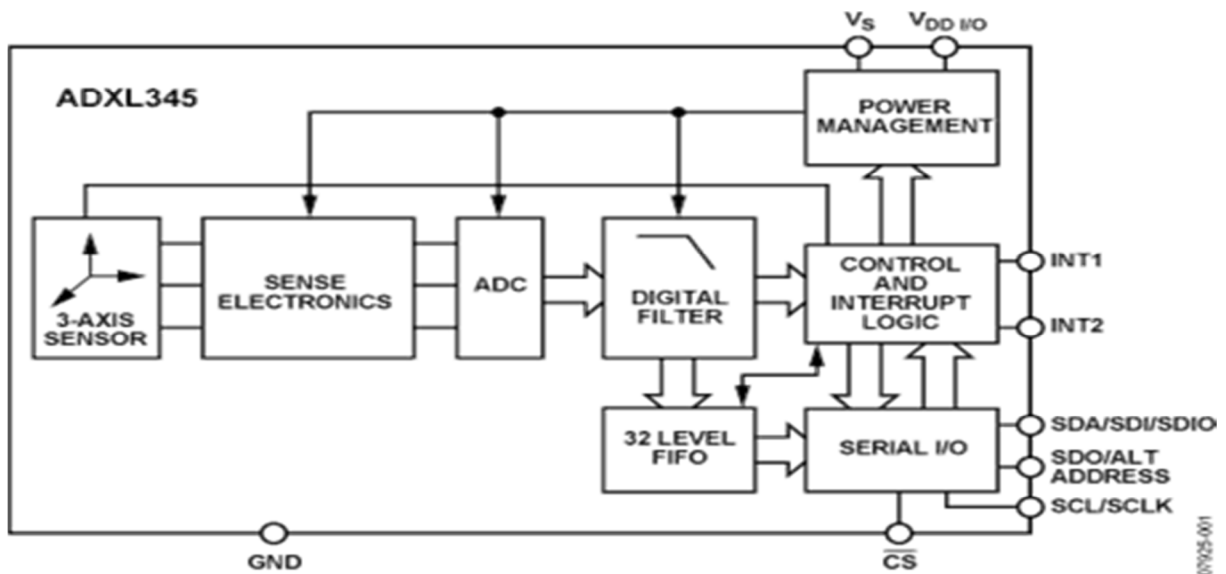 VS
VDD I/O
ADXL345
POWER
MANAGEMENT
3-AXIS
SENSOR
SENSE
ELECTRONICS
ADC
DIGITAL
FILTER
CONTROL
AND
INTERRUPT
LOGIC
INT1
INT2
32 LEVEL
FIFO
SERIAL I/O
SDA/SDI/SDIO
SDO/ALT
ADDRESS
SCL/SCLK
GND
CS
07925-001